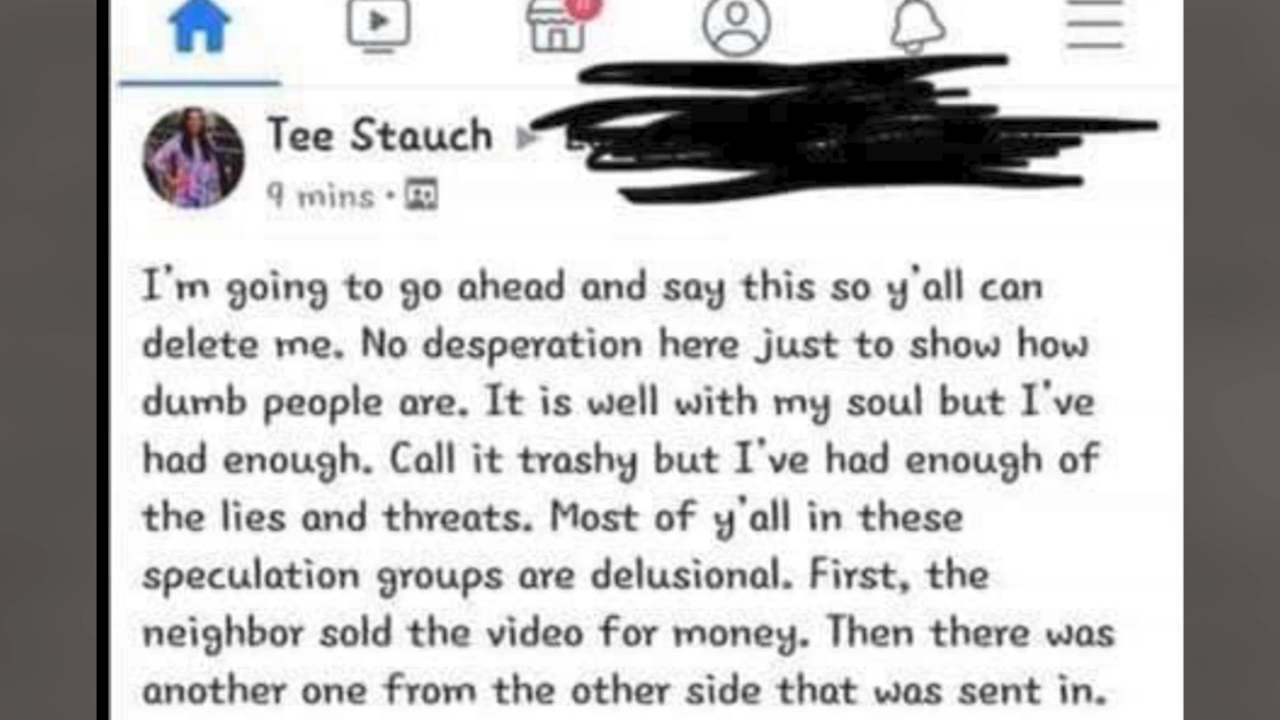 Tee Stauch
9 mins ·
I'm going to go ahead and say this so y'all can
delete me. No desperation here just to show how
dumb people are. It is well with my soul but I've
had enough. Call it trashy but I've had enough of
the lies and threats. Most of y'all in these
speculation groups are delusional. First, the
neighbor sold the video for money. Then there was
another one from the other side that was sent in.